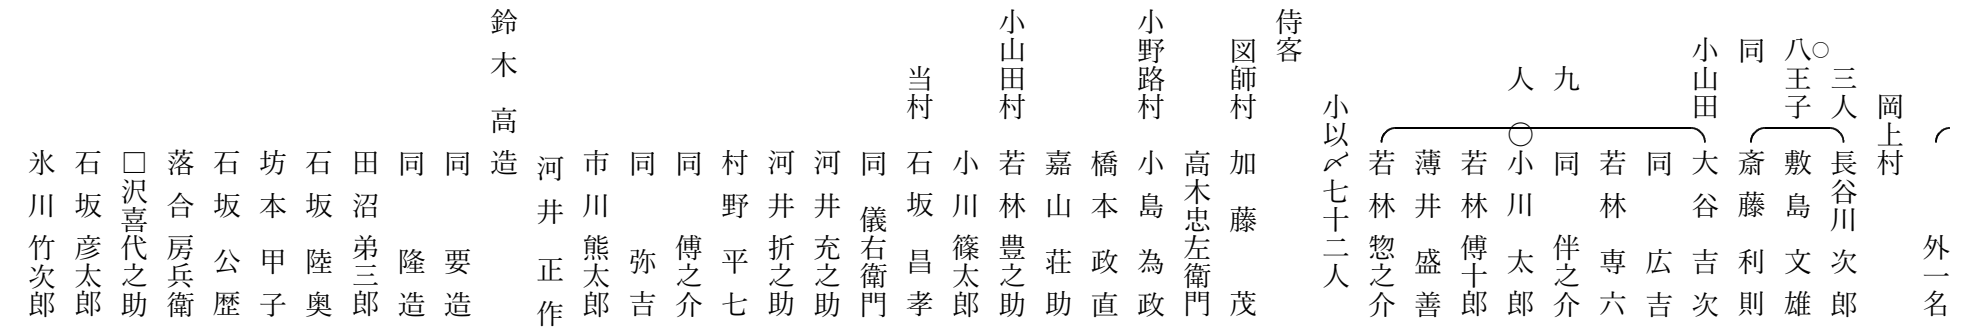 外一名
岡上村
三人　長谷川次郎
○八王子　敷島文雄
同　斎藤利則
小山田　大谷吉次
同　広吉
若林専六
九　同　伴之介
人　○小川太郎
若林傳十郎
薄井盛善
若林惣之介
小以〆七十二人
侍客
図師村　加藤茂
高木忠左衛門
小野路村　小島為政
橋本政直
嘉山荘助
小山田村　若林豊之助
小川篠太郎
当村　石坂昌孝
同　儀右衛門
河井充之助
河井折之助
村野平七
同　傅之介
同　弥吉
市川熊太郎
河井正作
鈴木高造
同　要造
同　隆造
田沼弟三郎
石坂陸奥
坊本甲子
石坂公歴
落合房兵衛
□沢喜代之助
石坂彦太郎
氷川竹次郎